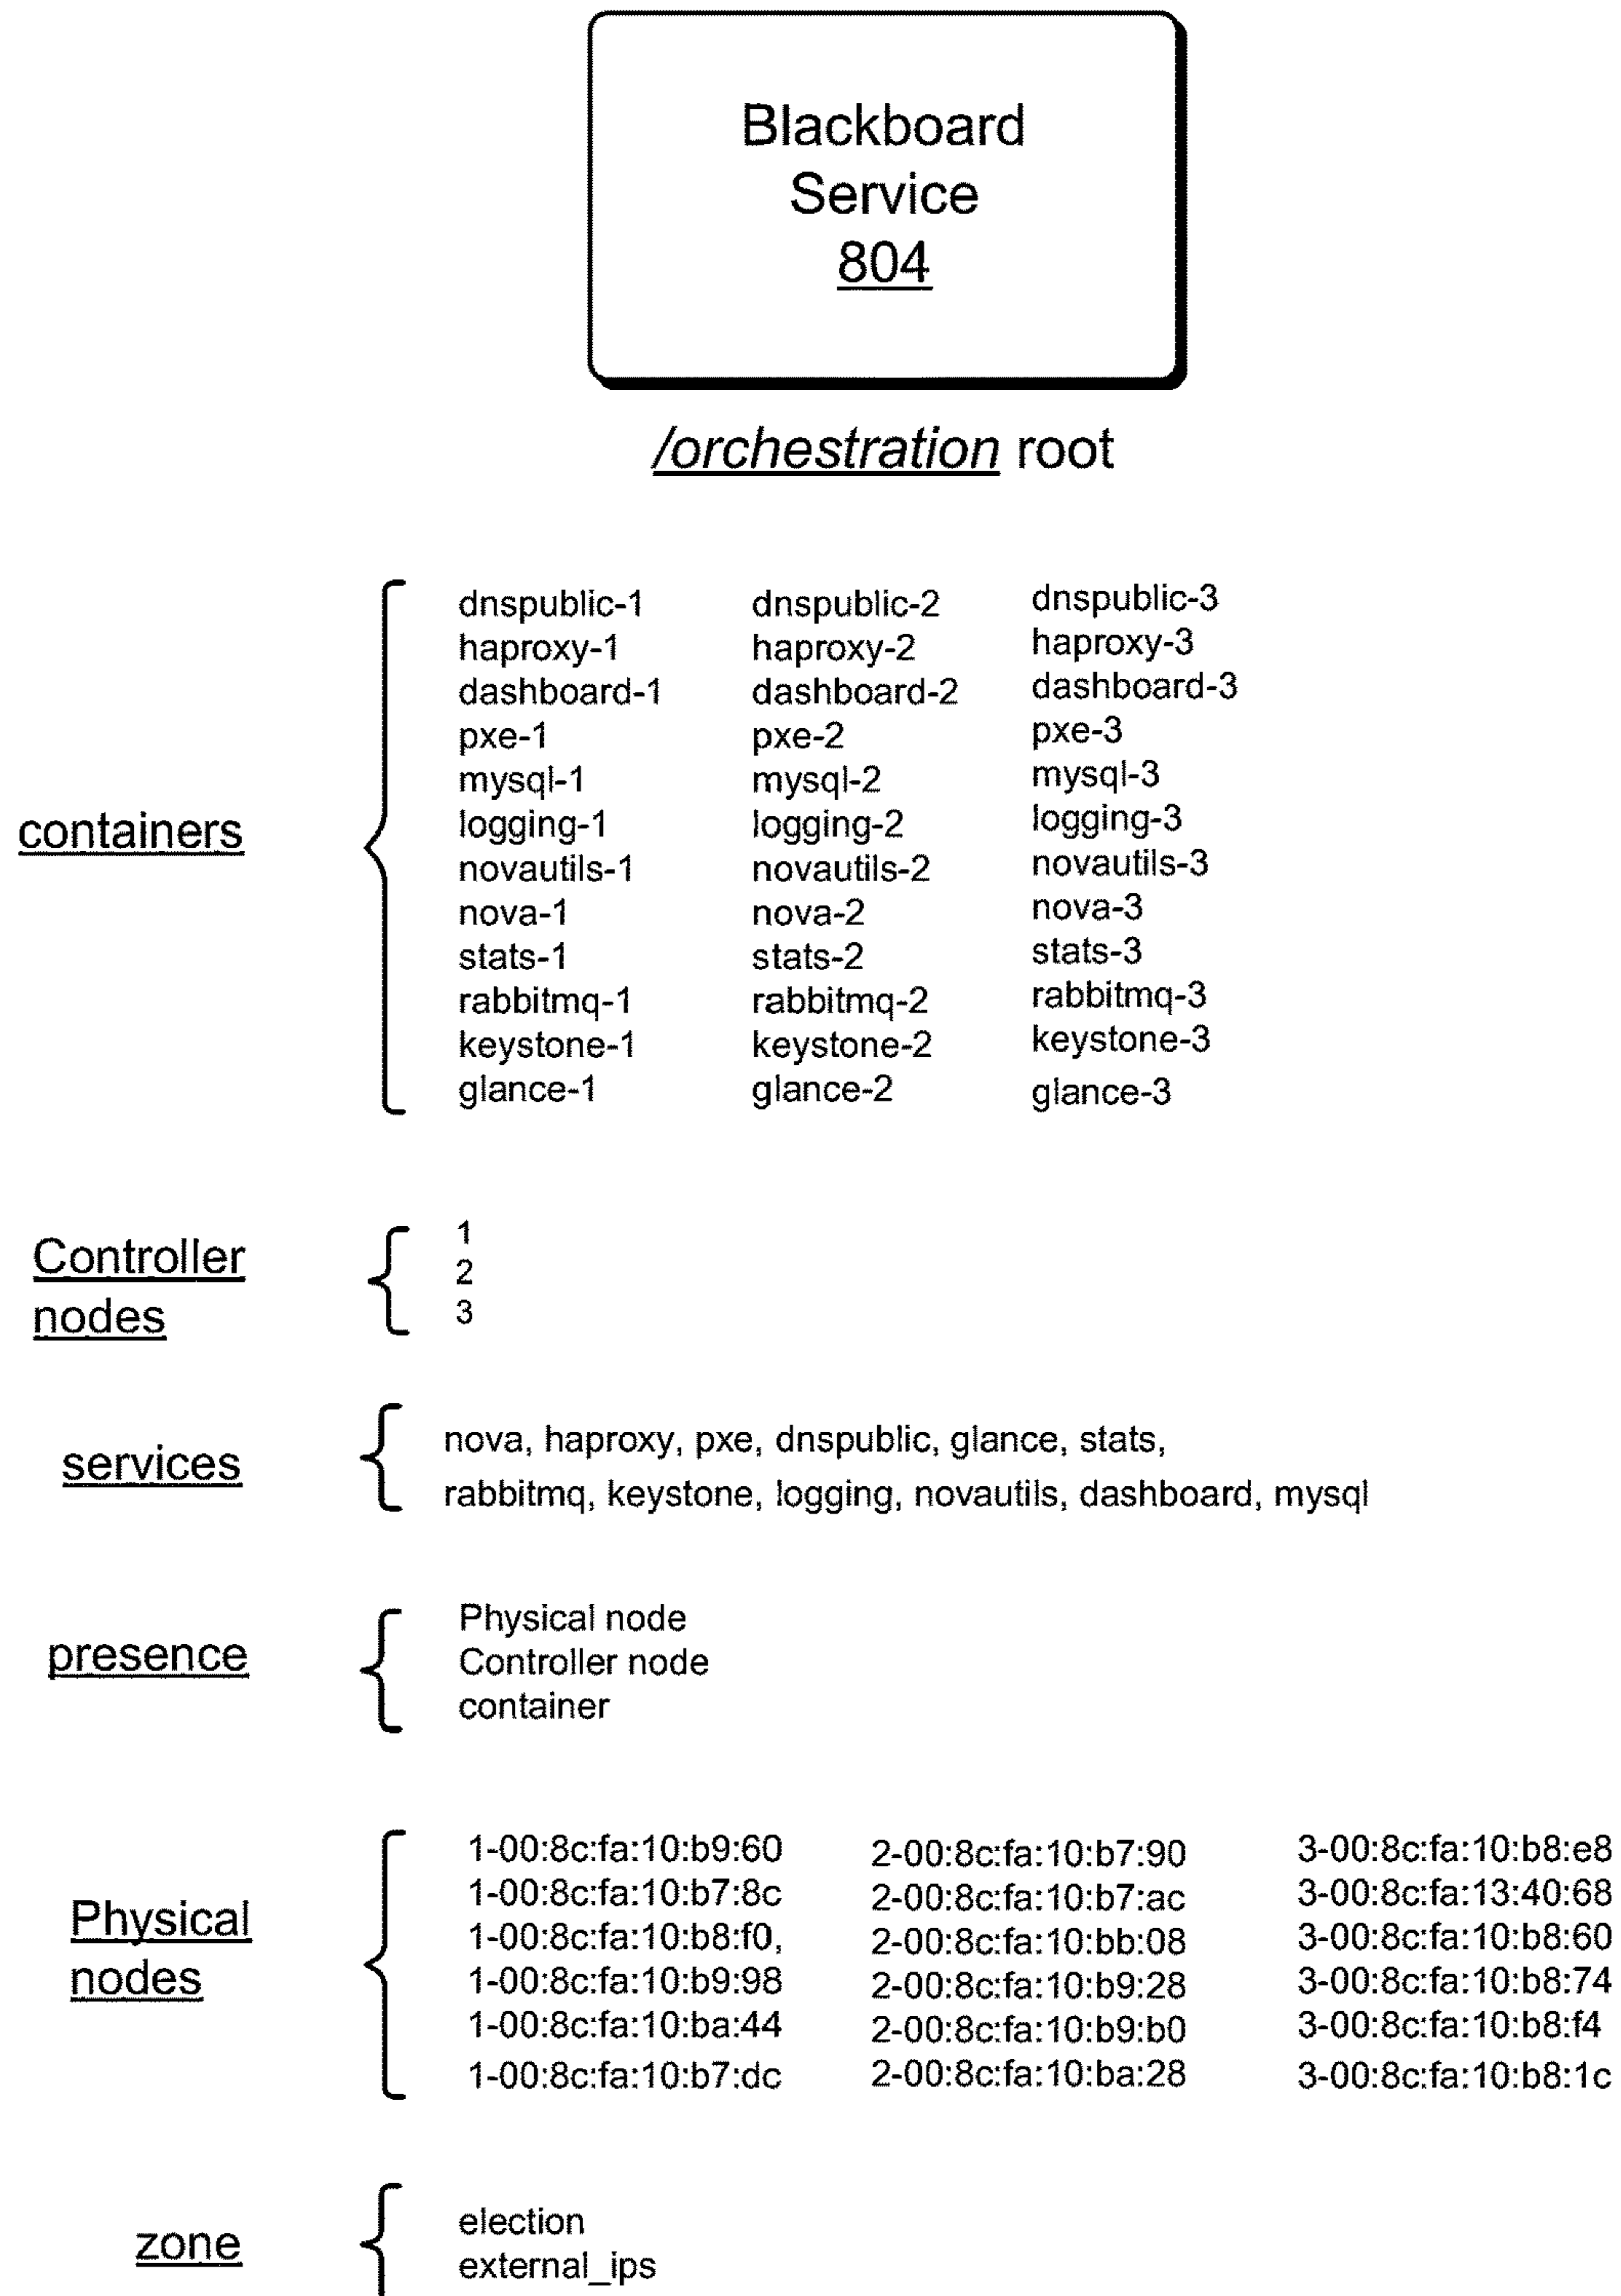 Blackboard
Service
804
/orchestration root
containers
dnspublic-1 dnspublic-2 dnspublic-3
haproxy-1 haproxy-2 haproxy-3
dashboard-1 dashboard-2 dashboard-3
pxe-1 pxe-2 pxe-3
mysql-1 mysql-2 mysql-3
logging-1 logging-2 logging-3
novautils-1 novautils-2 novautils-3
nova-1 nova-2 nova-3
stats-1 stats-2 stats-3
rabbitmq-1 rabbitmq-2 rabbitmq-3
keystone-1 keystone-2 keystone-3
glance-1 glance-2 glance-3
Controller
nodes
1
2
3
services
nova, haproxy, pxe, dnspublic, glance, stats,
rabbitmq, keystone, logging, novautils, dashboard, mysql
presence
Physical node
Controller node
container
Physical
nodes
1-00:8c:fa:10:b9:60 2-00:8c:fa:10:b7:90 3-00:8c:fa:10:b8:e8
1-00:8c:fa:10:b7:8c 2-00:8c:fa:10:b7:ac 3-00:8c:fa:13:40:68
1-00:8c:fa:10:b8:f0, 2-00:8c:fa:10:bb:08 3-00:8c:fa:10:b8:60
1-00:8c:fa:10:b9:98 2-00:8c:fa:10:b9:28 3-00:8c:fa:10:b8:74
1-00:8c:fa:10:ba:44 2-00:8c:fa:10:b9:b0 3-00:8c:fa:10:b8:f4
1-00:8c:fa:10:b7:dc 2-00:8c:fa:10:ba:28 3-00:8c:fa:10:b8:1c
zone
election
external_ips